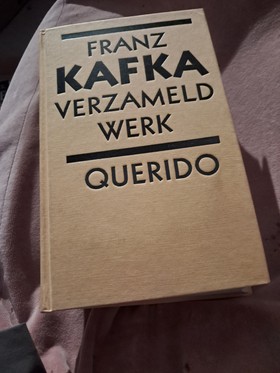 FRANZ
KAFKA
VERZAMELD
WERK
QUERIDO